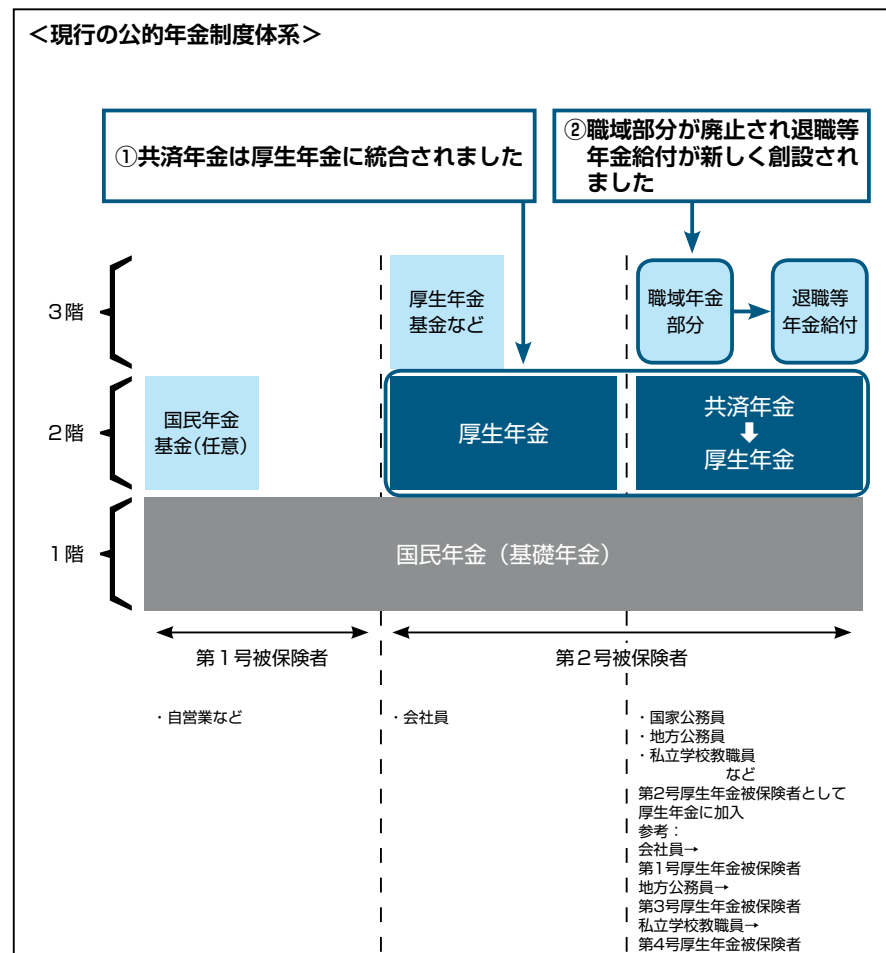 ＜現行の公的年金制度体系＞
①共済年金は厚生年金に統合されました
②職域部分が廃止され退職等
年金給付が新しく創設され
ました
3階
厚生年金
基金など
職域年金
部分
退職等
年金給付
2階
国民年金
基金(任意)
厚生年金
共済年金
厚生年金
1階
国民年金（基礎年金）
第1号被保険者
第2号被保険者
・自営業など
・会社員
・国家公務員
・地方公務員
・私立学校教職員
など
第2号厚生年金被保険者として
厚生年金に加入
参考：
会社員→
第1号厚生年金被保険者
地方公務員→
第3号厚生年金被保険者
私立学校教職員→
第4号厚生年金被保険者